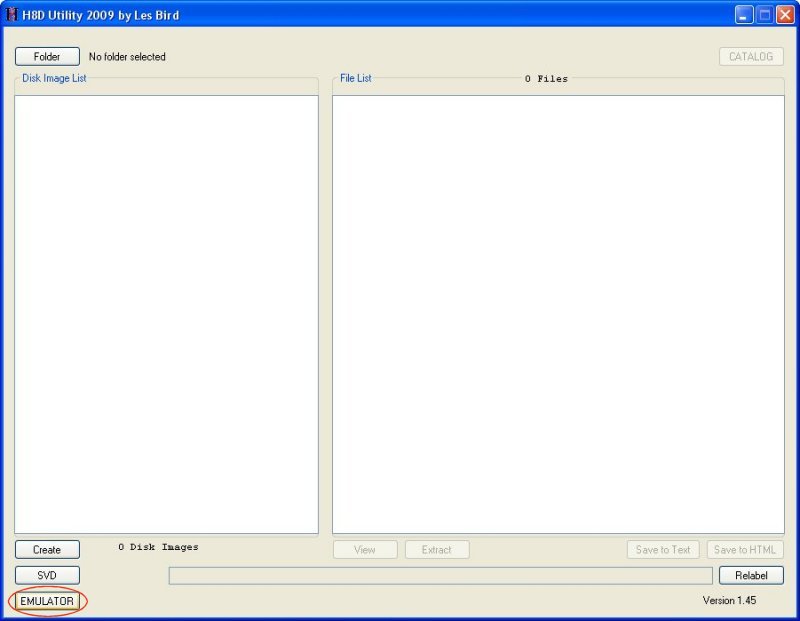 H8D Utility 2009 by Les Bird
Folder No folder selected CATALOG
Disk Image List File List 0 Files
Create 0 Disk Images View Extract Save to Text Save to HTML
SVD Relabel
EMULATOR Version 1.45